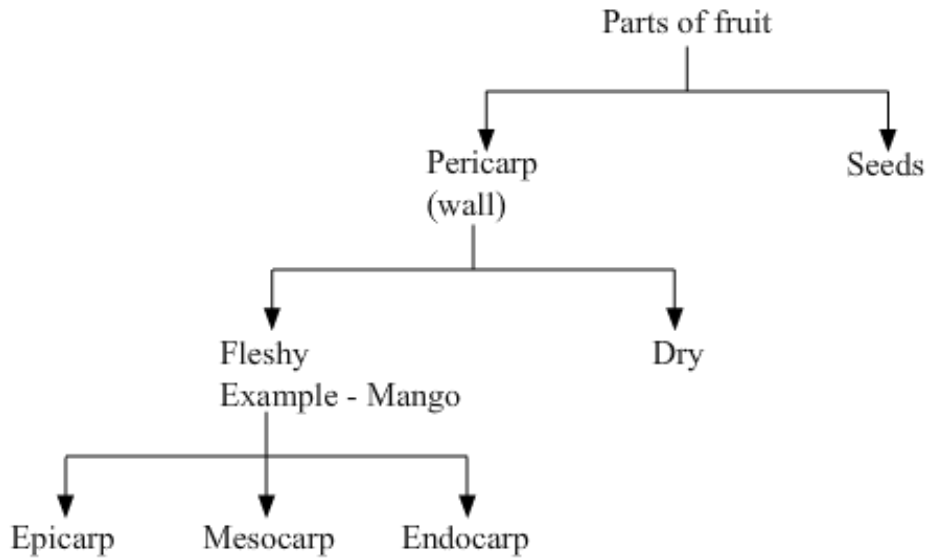 Parts of fruit
Pericarp
(wall)
Seeds
Fleshy
Example - Mango
Dry
Epicarp
Mesocarp
Endocarp